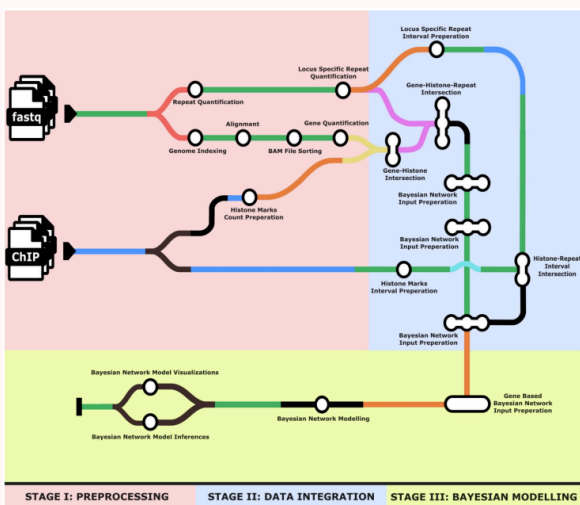 Locus Specific Repeat
Interval Preperation
Locus Specific Repeat
Quantification
Gene-Histone-Repeat
Intersection
fastq
Repeat Quantification
Alignment
Gene Quantification
Genome Indexing
BAM File Sorting
Gene-Histone
Intersection
Bayesian Network
Input Preperation
Histone Marks
Count Preperation
Bayesian Network
Input Preperation
ChIP
Histone-Repeat
Interval
Intersection
Histone Marks
Interval Preperation
Bayesian Network
Input Preperation
Bayesian Network Model Visualizations
Gene Based
Bayesian Network
Input Preperation
Bayesian Network Modelling
Bayesian Network Model Inferences
STAGE I: PREPROCESSING
STAGE II: DATA INTEGRATION
STAGE III: BAYESIAN MODELLING